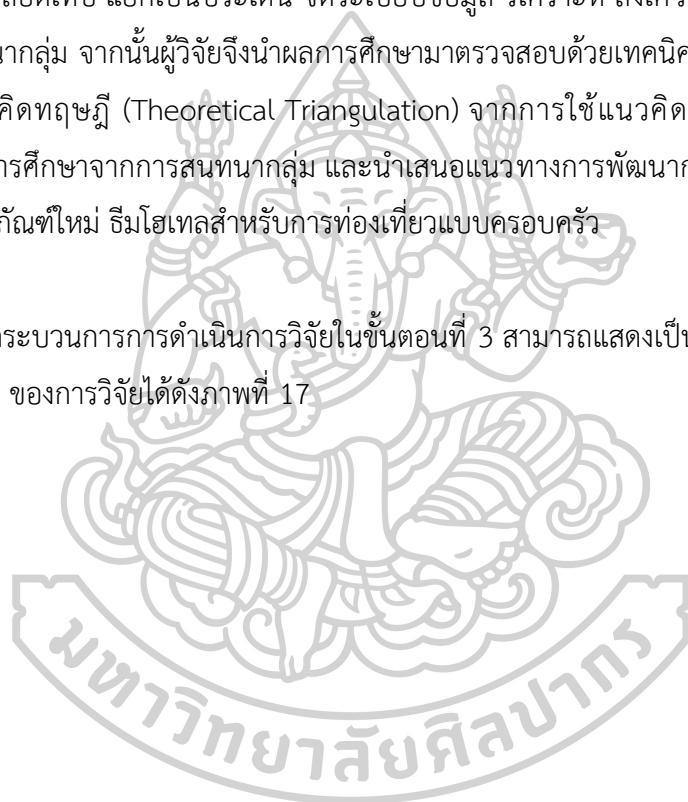 แยกเป็นประเด็น จัดระเบียบข้อมูล วิเคราะห์
นากลุ่ม จากนั้นผู้วิจัยจึงนำผลการศึกษามาตรวจสอบด้วยเทคนิค
คิดทฤษฎี (Theoretical Triangulation) จากการใช้แนวคิด
ารศึกษาจากการสนทนากลุ่ม และนำเสนอแนวทางการพัฒนาก
ภัณฑ์ใหม่ ธีมโฮเทลสำหรับการท่องเที่ยวแบบครอบครัว
ระบวนการการดำเนินการวิจัยในขั้นตอนที่ 3 สามารถแสดงเป็น
ของการวิจัยได้ดังภาพที่ 17
มหาวิทยาลัยศิลปากร